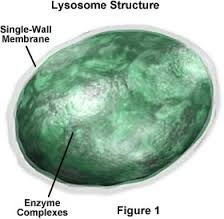 Lysosome Structure
Single-Wall
Membrane
Enzyme
Complexes
Figure 1